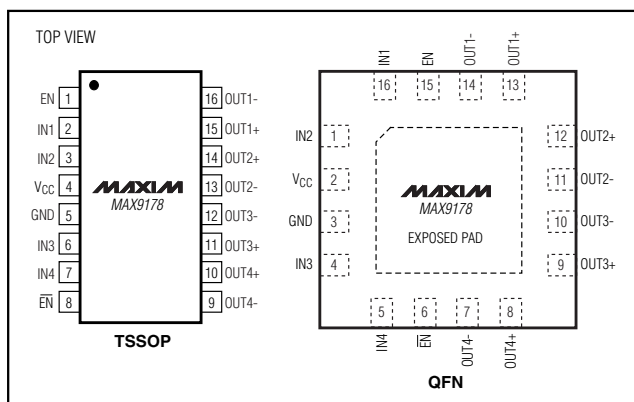 TOP VIEW
EN 1
IN1 2
IN2 3
VCC 4
GND 5
IN3 6
IN4 7
E̅N̅ 8
MAXIM
MAX9178
16 OUT1-
15 OUT1+
14 OUT2+
13 OUT2-
12 OUT3-
11 OUT3+
10 OUT4+
9 OUT4-
TSSOP
IN1 EN OUT1- OUT1+
16 15 14 13
IN2 1
VCC 2
GND 3
IN3 4
MAXIM
MAX9178
EXPOSED PAD
12 OUT2+
11 OUT2-
10 OUT3-
9 OUT3+
5 6 7 8
IN4 E̅N̅ OUT4- OUT4+
QFN